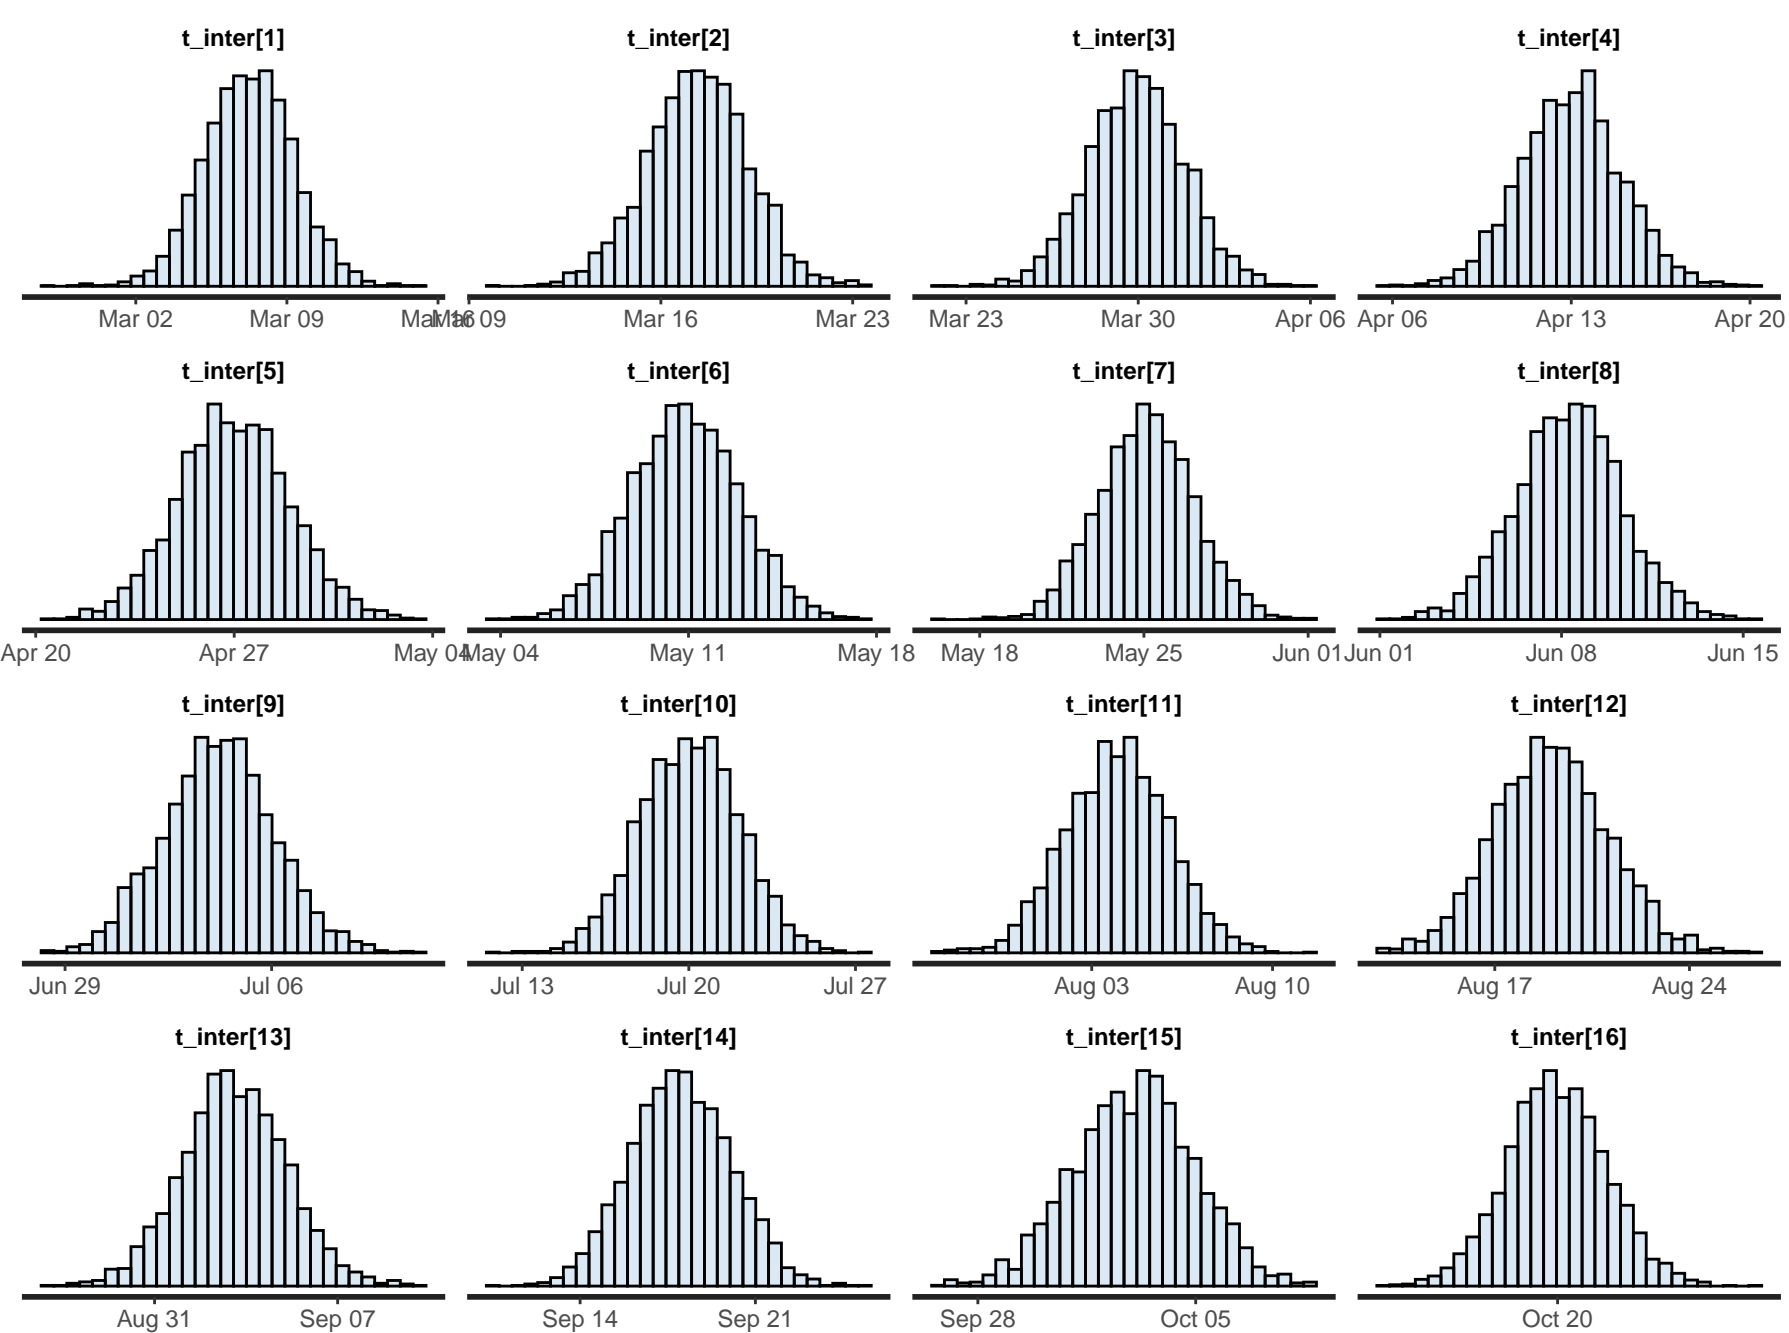 t_inter[1] t_inter[2] t_inter[3] t_inter[4]
Mar 02 Mar 09 Mar 16 Mar 09 Mar 16 Mar 23 Mar 23 Mar 30 Apr 06 Apr 06 Apr 13 Apr 20
t_inter[5] t_inter[6] t_inter[7] t_inter[8]
Apr 20 Apr 27 May 04 May 04 May 11 May 18 May 18 May 25 Jun 01 Jun 01 Jun 08 Jun 15
t_inter[9] t_inter[10] t_inter[11] t_inter[12]
Jun 29 Jul 06 Jul 13 Jul 20 Jul 27 Aug 03 Aug 10 Aug 17 Aug 24
t_inter[13] t_inter[14] t_inter[15] t_inter[16]
Aug 31 Sep 07 Sep 14 Sep 21 Sep 28 Oct 05 Oct 20